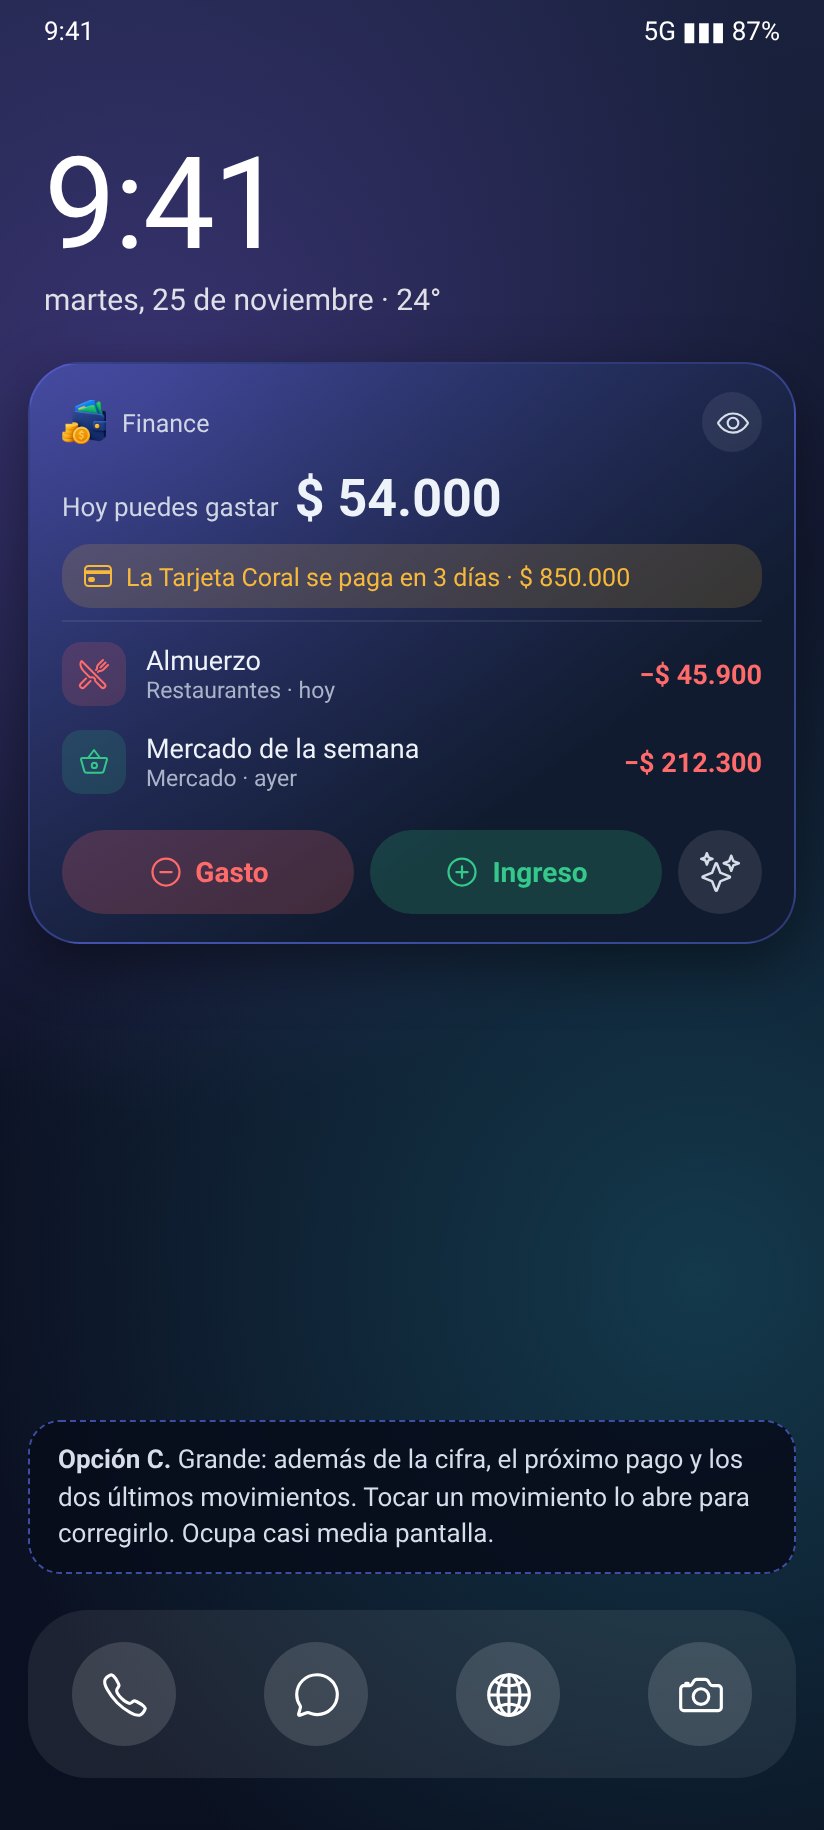 9:41
5G 87%
9:41
martes, 25 de noviembre · 24°
Finance
Hoy puedes gastar $ 54.000
La Tarjeta Coral se paga en 3 días · $ 850.000
Almuerzo
Restaurantes · hoy
−$ 45.900
Mercado de la semana
Mercado · ayer
−$ 212.300
Gasto
Ingreso
Opción C. Grande: además de la cifra, el próximo pago y los
dos últimos movimientos. Tocar un movimiento lo abre para
corregirlo. Ocupa casi media pantalla.